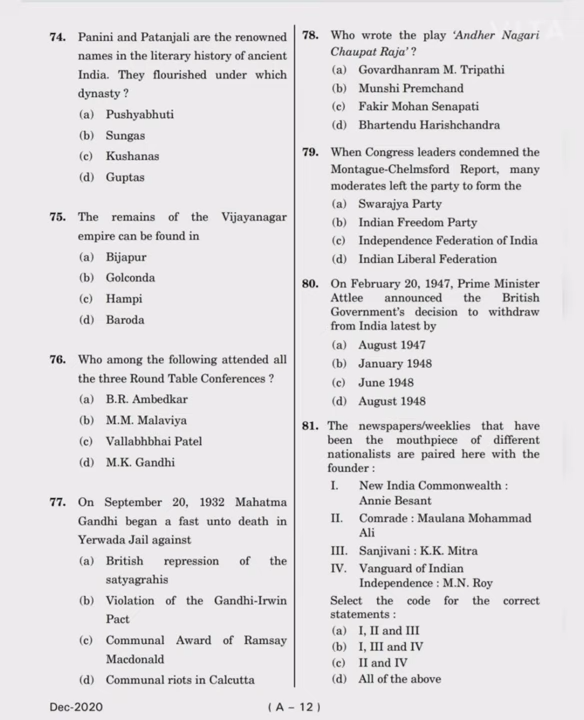 74. Panini and Patanjali are the renowned
names in the literary history of ancient
India. They flourished under which
dynasty ?
(a) Pushyabhuti
(b) Sungas
(c) Kushanas
(d) Guptas
75. The remains of the Vijayanagar
empire can be found in
(a) Bijapur
(b) Golconda
(c) Hampi
(d) Baroda
76. Who among the following attended all
the three Round Table Conferences ?
(a) B.R. Ambedkar
(b) M.M. Malaviya
(c) Vallabhbhai Patel
(d) M.K. Gandhi
77. On September 20, 1932 Mahatma
Gandhi began a fast unto death in
Yerwada Jail against
(a) British repression of the
satyagrahis
(b) Violation of the Gandhi-Irwin
Pact
(c) Communal Award of Ramsay
Macdonald
(d) Communal riots in Calcutta
78. Who wrote the play ‘Andher Nagari
Chaupat Raja’ ?
(a) Govardhanram M. Tripathi
(b) Munshi Premchand
(c) Fakir Mohan Senapati
(d) Bhartendu Harishchandra
79. When Congress leaders condemned the
Montague-Chelmsford Report, many
moderates left the party to form the
(a) Swarajya Party
(b) Indian Freedom Party
(c) Independence Federation of India
(d) Indian Liberal Federation
80. On February 20, 1947, Prime Minister
Attlee announced the British
Government’s decision to withdraw
from India latest by
(a) August 1947
(b) January 1948
(c) June 1948
(d) August 1948
81. The newspapers/weeklies that have
been the mouthpiece of different
nationalists are paired here with the
founder :
I. New India Commonwealth :
Annie Besant
II. Comrade : Maulana Mohammad
Ali
III. Sanjivani : K.K. Mitra
IV. Vanguard of Indian
Independence : M.N. Roy
Select the code for the correct
statements :
(a) I, II and III
(b) I, III and IV
(c) II and IV
(d) All of the above
Dec-2020
( A – 12 )